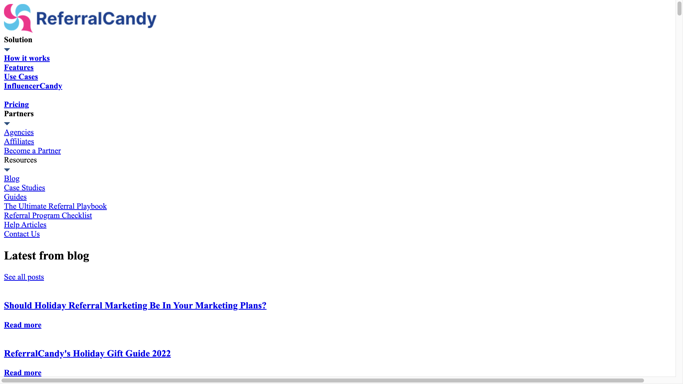 ReferralCandy
Solution
How it works
Features
Use Cases
InfluencerCandy
Pricing
Partners
Agencies
Affiliates
Become a Partner
Resources
Blog
Case Studies
Guides
The Ultimate Referral Playbook
Referral Program Checklist
Help Articles
Contact Us
Latest from blog
See all posts
Should Holiday Referral Marketing Be In Your Marketing Plans?
Read more
ReferralCandy's Holiday Gift Guide 2022
Read more